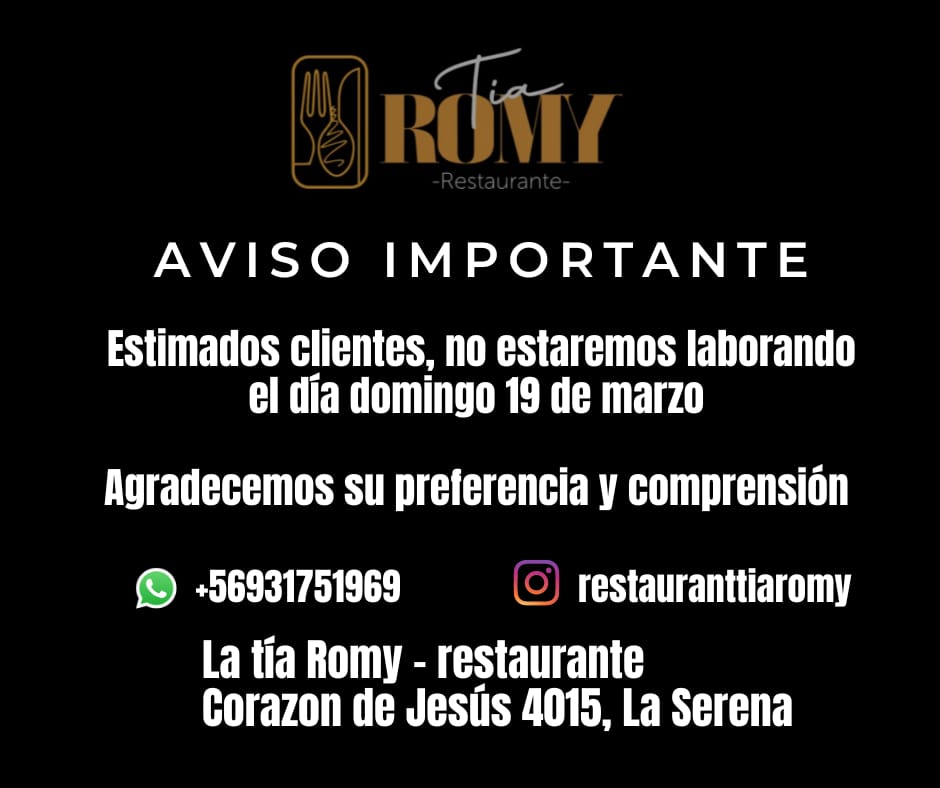 Tia
ROMY
-Restaurante-
AVISO IMPORTANTE
Estimados clientes, no estaremos laborando
el día domingo 19 de marzo
Agradecemos su preferencia y comprensión
+56931751969
restauranttiaromy
La tía Romy - restaurante
Corazon de Jesús 4015, La Serena